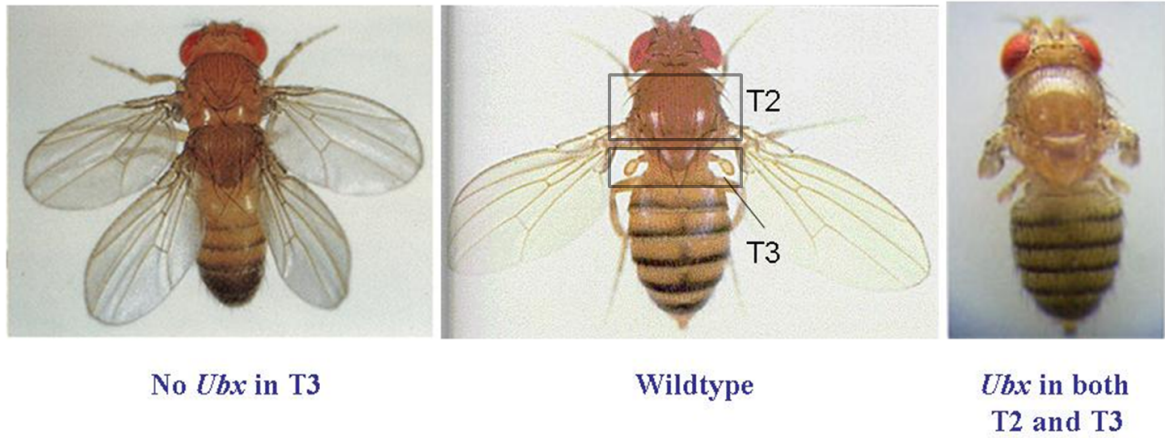 T2
T3
No Ubx in T3
Wildtype
Ubx in both
T2 and T3